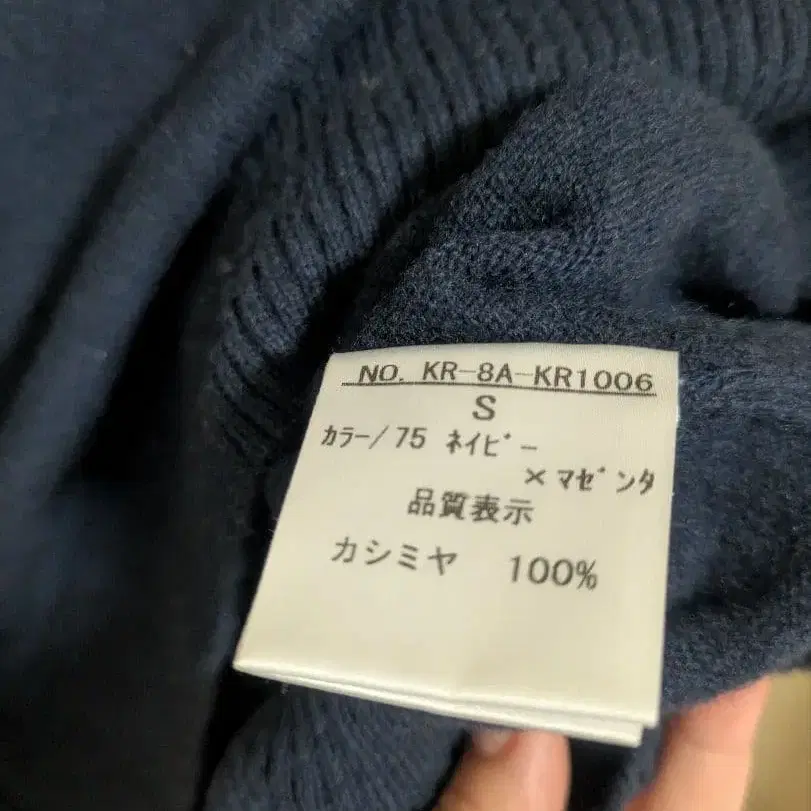 NO. KR-8A-KR1006
S
カラー/75 ネイビー
×マゼンタ
品質表示
カシミヤ 100%